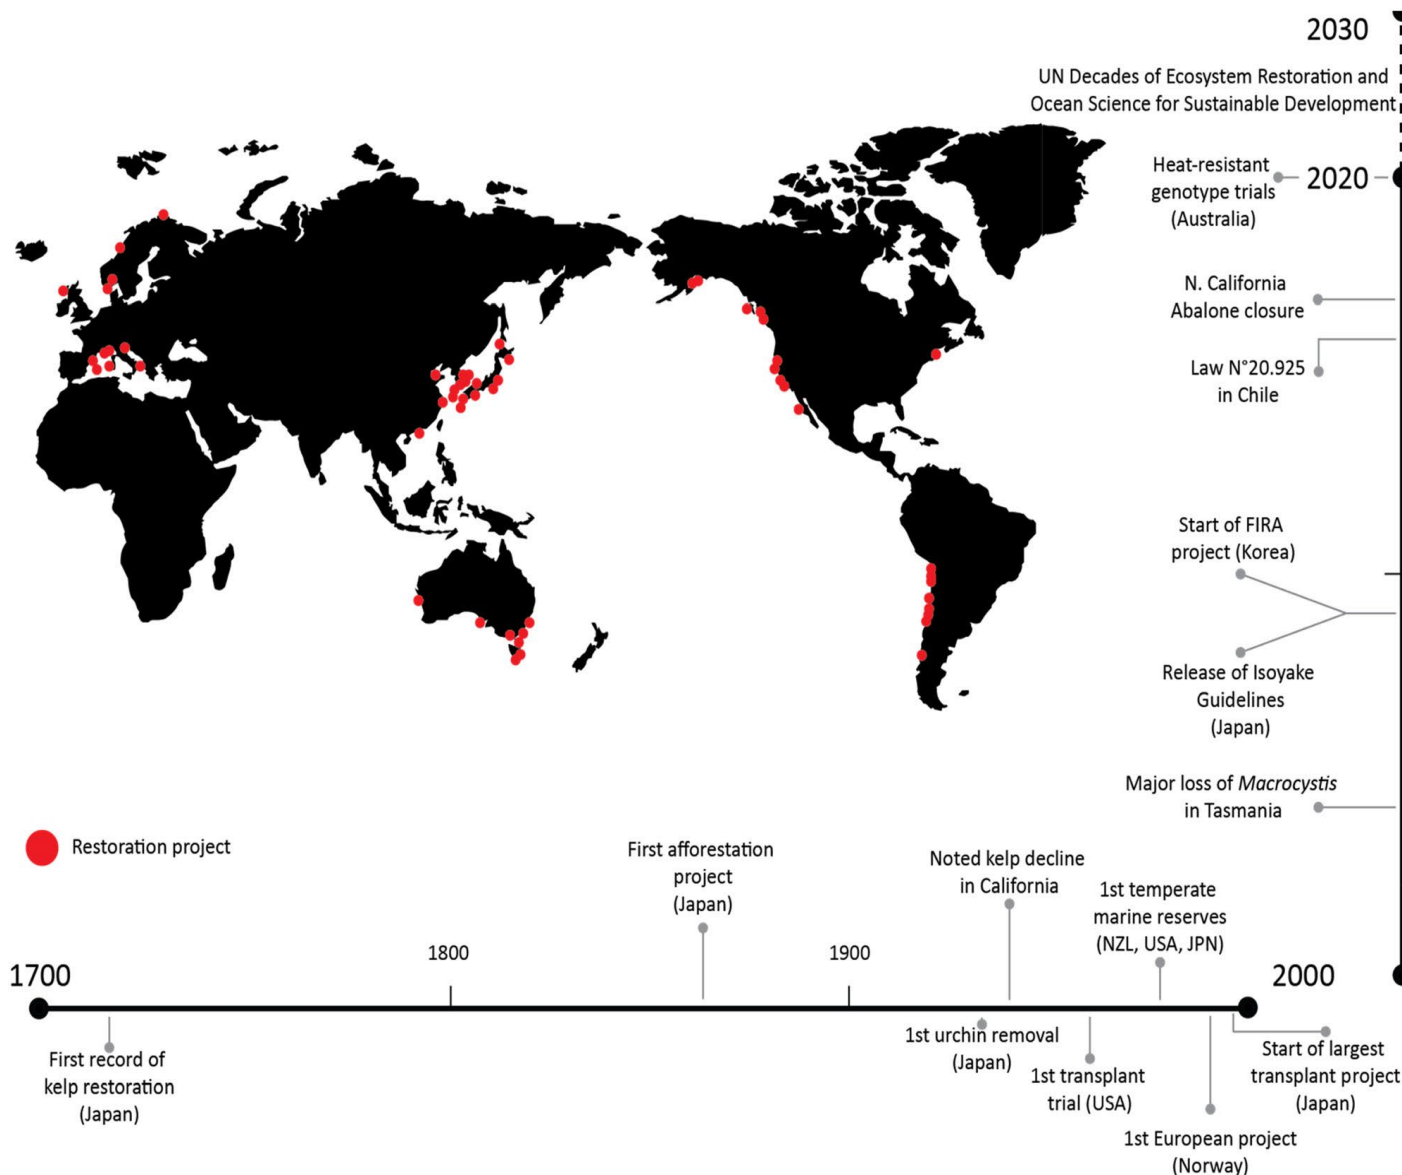 2030
UN Decades of Ecosystem Restoration and
Ocean Science for Sustainable Development
Heat-resistant
genotype trials
(Australia)
2020
N. California
Abalone closure
Law N°20.925
in Chile
Start of FIRA
project (Korea)
Release of Isoyake
Guidelines
(Japan)
Major loss of Macrocystis
in Tasmania
Restoration project
First afforestation
project
(Japan)
Noted kelp decline
in California
1st temperate
marine reserves
(NZL, USA, JPN)
1700
1800
1900
2000
First record of
kelp restoration
(Japan)
1st urchin removal
(Japan)
1st transplant
trial (USA)
1st European project
(Norway)
Start of largest
transplant project
(Japan)